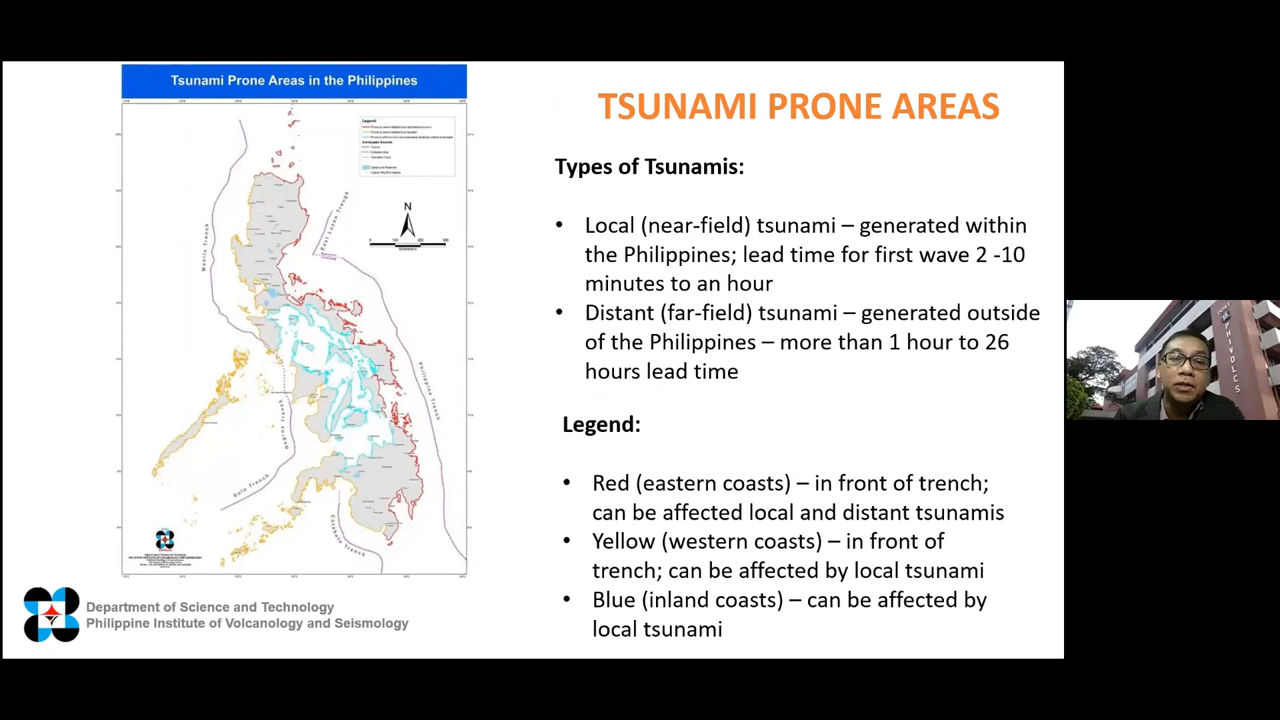 Tsunami Prone Areas in the Philippines
Legend
N
Manila Trench
East Luzon Trough
Philippine Trench
Negros Trench
Sulu Trench
Cotabato Trench
Department of Science and Technology
Philippine Institute of Volcanology and Seismology
TSUNAMI PRONE AREAS
Types of Tsunamis:
• Local (near-field) tsunami – generated within
the Philippines; lead time for first wave 2 -10
minutes to an hour
• Distant (far-field) tsunami – generated outside
of the Philippines – more than 1 hour to 26
hours lead time
Legend:
• Red (eastern coasts) – in front of trench;
can be affected local and distant tsunamis
• Yellow (western coasts) – in front of
trench; can be affected by local tsunami
• Blue (inland coasts) – can be affected by
local tsunami
PHIVOLCS